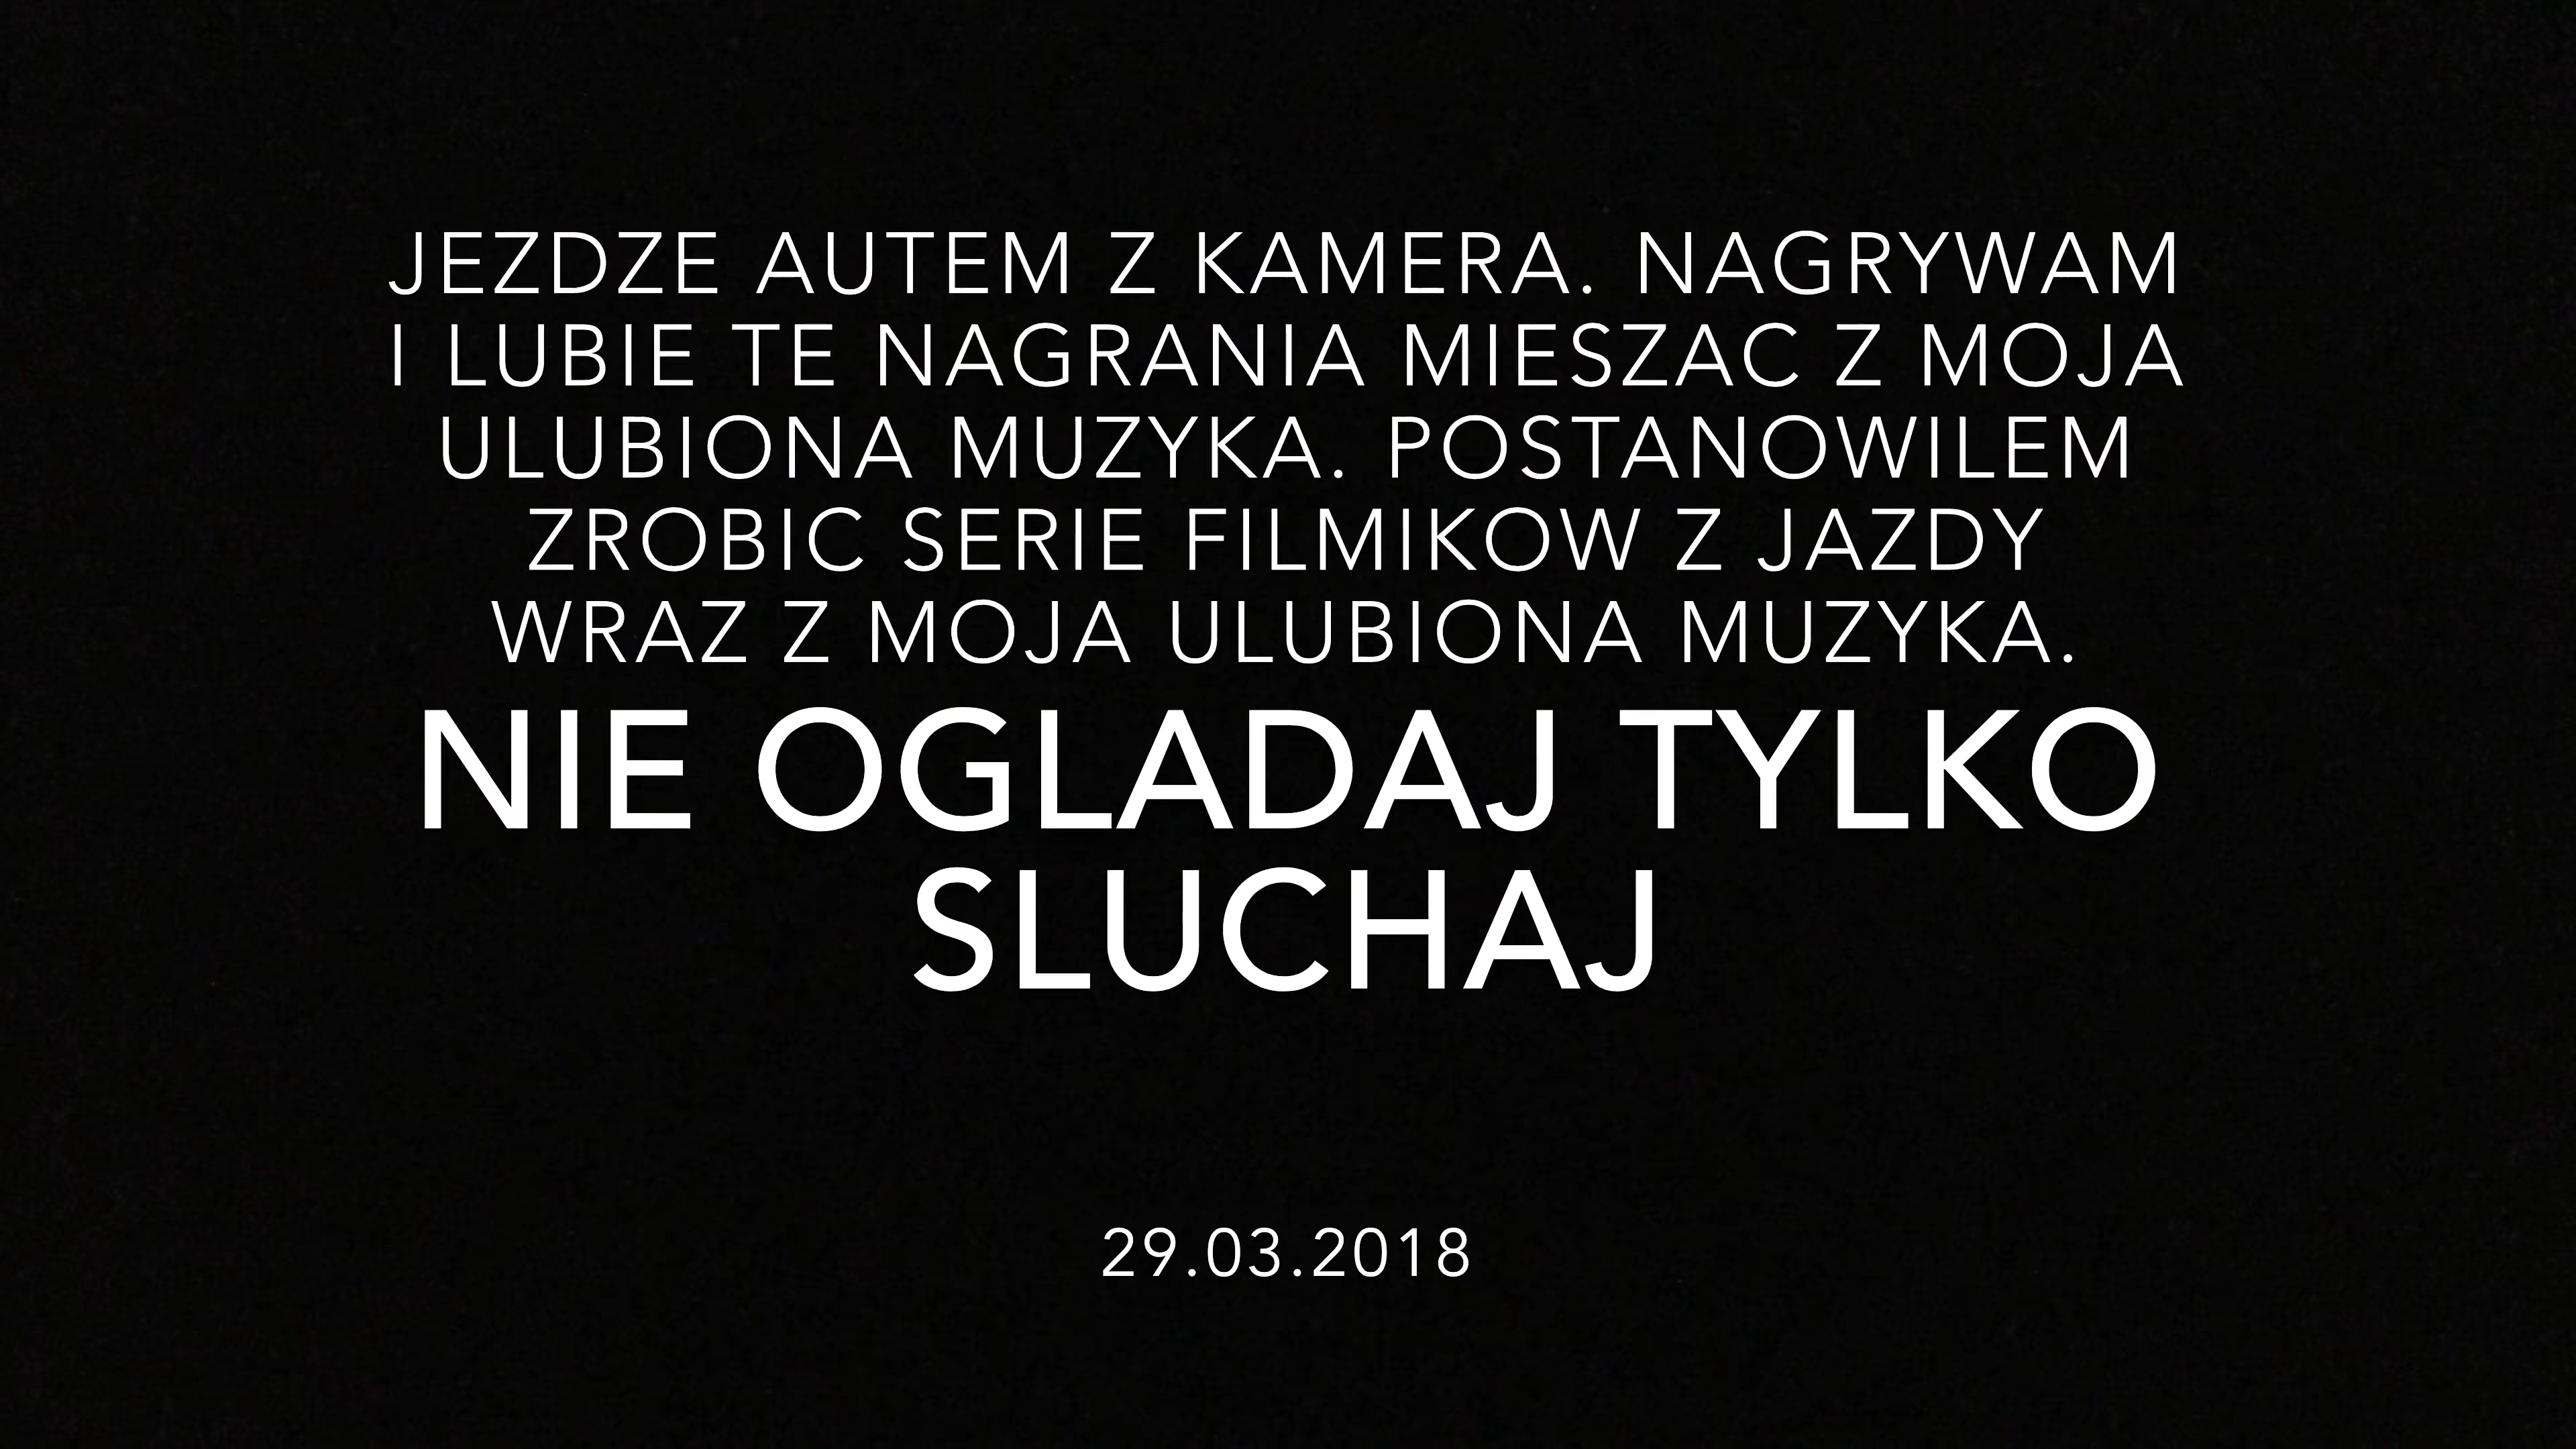 JEZDZE AUTEM Z KAMERA. NAGRYWAM
I LUBIE TE NAGRANIA MIESZAC Z MOJA
ULUBIONA MUZYKA. POSTANOWILEM
ZROBIC SERIE FILMIKOW Z JAZDY
WRAZ Z MOJA ULUBIONA MUZYKA.
NIE OGLADAJ TYLKO
SLUCHAJ
29.03.2018